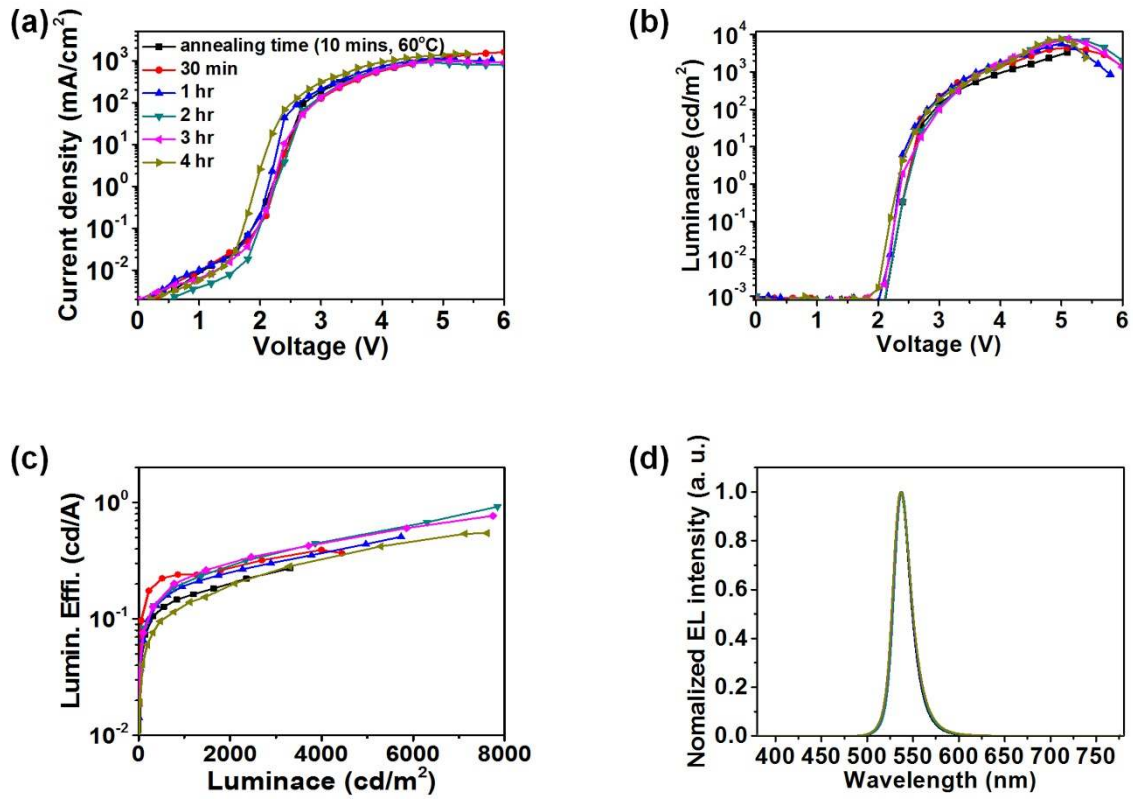 (a)
Current density (mA/cm²)
10³
10²
10¹
10⁰
10⁻¹
10⁻²
annealing time (10 mins, 60°C)
30 min
1 hr
2 hr
3 hr
4 hr
0 1 2 3 4 5 6
Voltage (V)
(b)
Luminance (cd/m²)
10⁴
10³
10²
10¹
10⁰
10⁻¹
10⁻²
10⁻³
0 1 2 3 4 5 6
Voltage (V)
(c)
Lumin. Effi. (cd/A)
10⁰
10⁻¹
10⁻²
0 2000 4000 6000 8000
Luminace (cd/m²)
(d)
Nomalized EL intensity (a. u.)
1.0
0.8
0.6
0.4
0.2
0.0
400 450 500 550 600 650 700 750
Wavelength (nm)